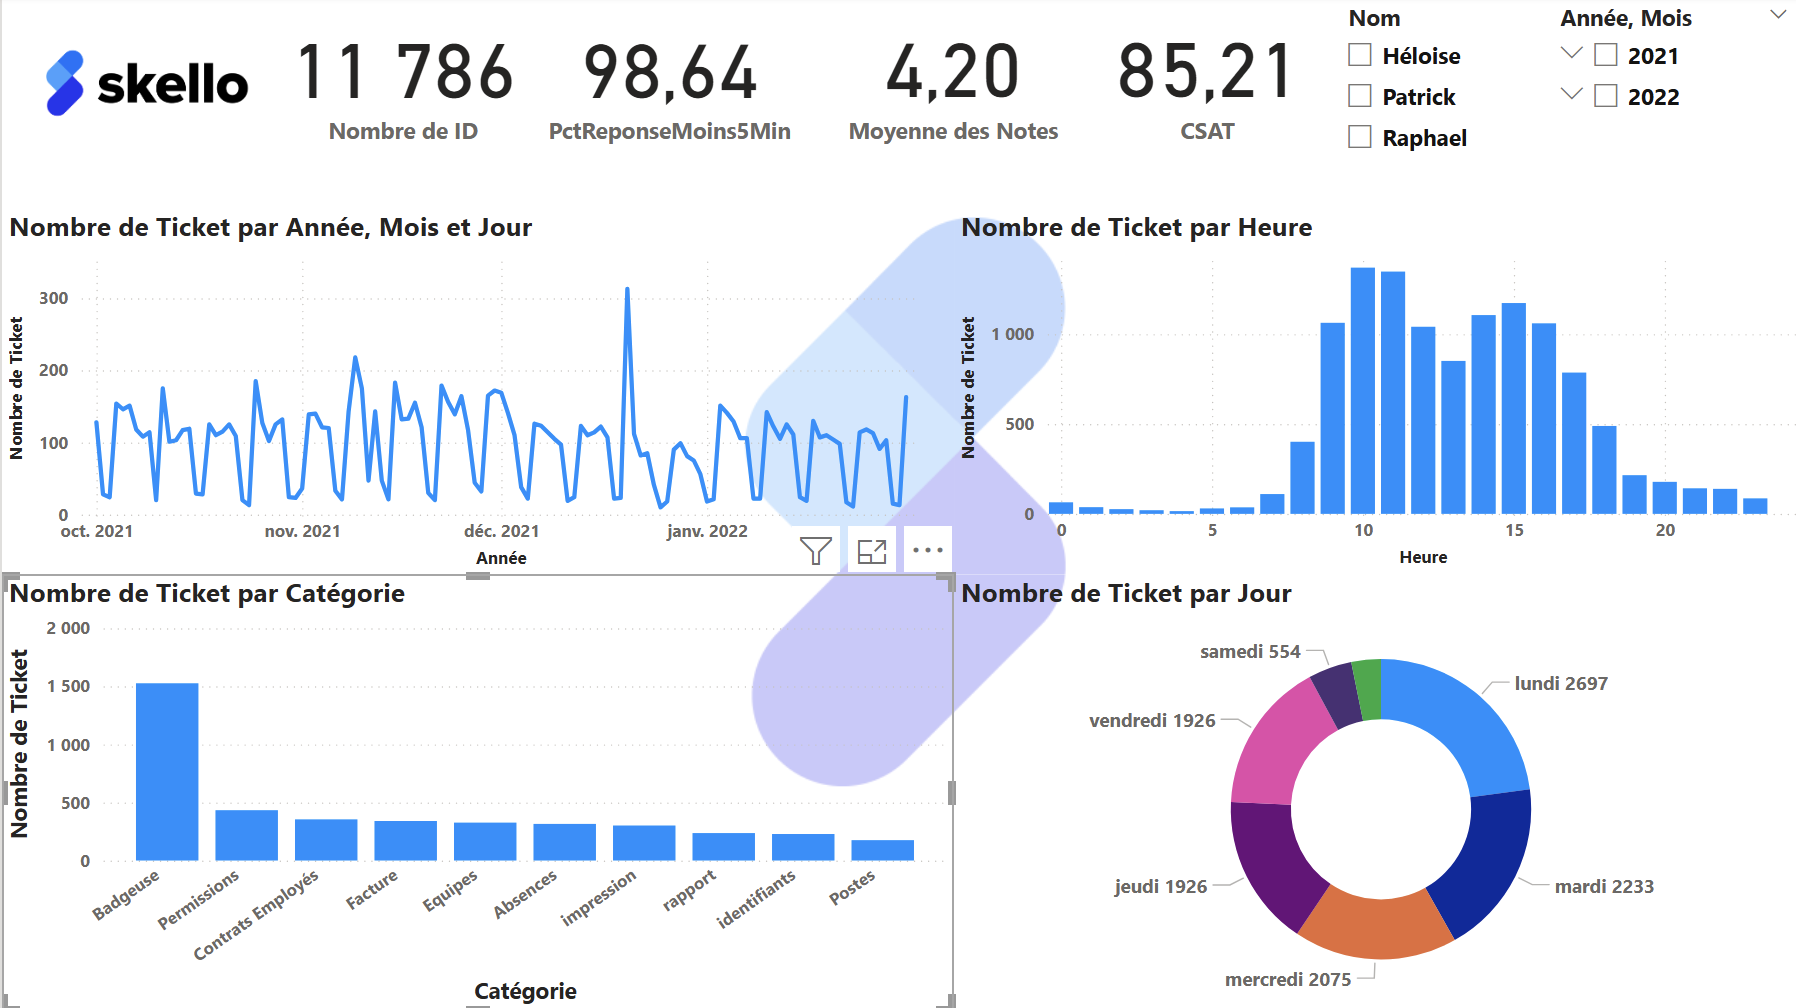 skello
11 786
Nombre de ID
98,64
PctReponseMoins5Min
4,20
Moyenne des Notes
85,21
CSAT
Nom
Héloise
Patrick
Raphael
Année, Mois
2021
2022
Nombre de Ticket par Année, Mois et Jour
Nombre de Ticket
300
200
100
0
oct. 2021 nov. 2021 déc. 2021 janv. 2022
Année
Nombre de Ticket par Heure
Nombre de Ticket
1 000
500
0
0 5 10 15 20
Heure
Nombre de Ticket par Catégorie
Nombre de Ticket
2 000
1 500
1 000
500
0
Badgeuse
Permissions
Contrats Employés
Facture
Equipes
Absences
impression
rapport
identifiants
Postes
Catégorie
Nombre de Ticket par Jour
samedi 554
lundi 2697
vendredi 1926
jeudi 1926
mardi 2233
mercredi 2075